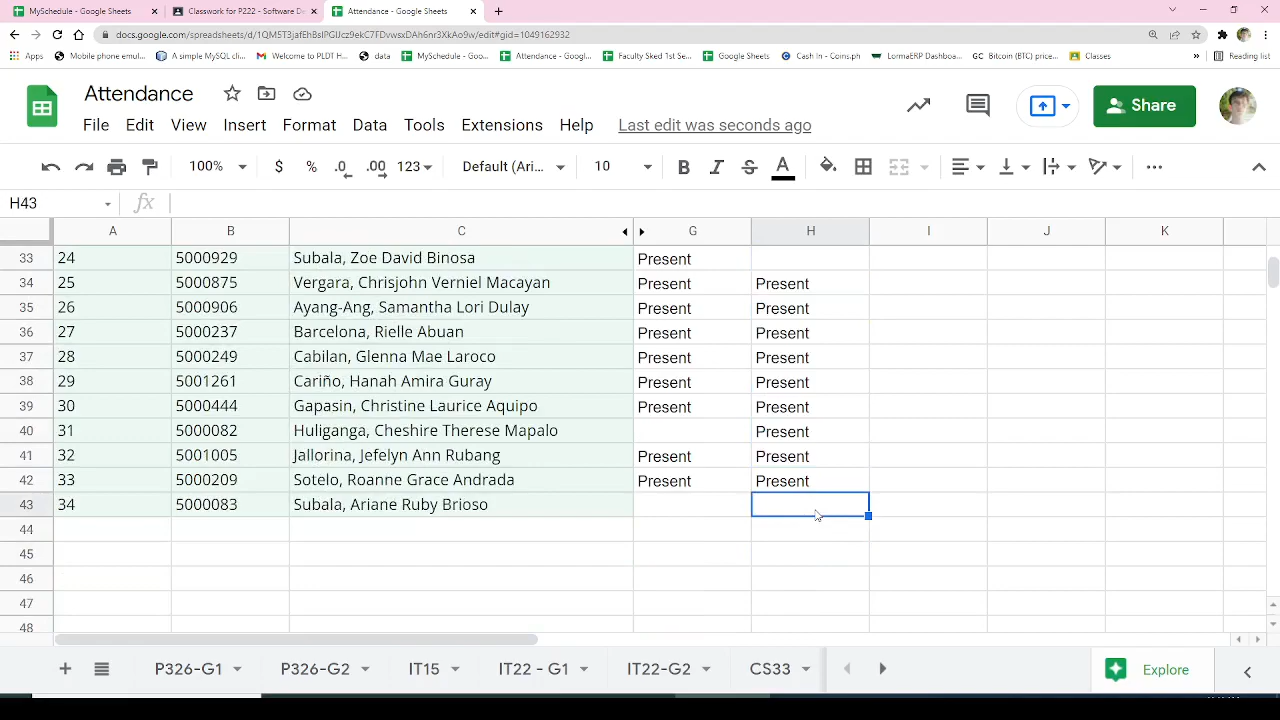 MySchedule - Google Sheets
Classwork for P222 - Software De
Attendance - Google Sheets
docs.google.com/spreadsheets/d/1QM5T3jafEhBsIPGlJcz9ekC7FDvwsxDAh6nr3XkAo9w/edit#gid=1049162932
Apps
Mobile phone emul...
A simple MySQL cli...
Welcome to PLDT H...
data
MySchedule - Goog...
Attendance - Googl...
Faculty Sked 1st Se...
Google Sheets
Cash In - Coins.ph
LormaERP Dashboa...
GC Bitcoin (BTC) price...
Classes
»
Reading list
Attendance
File Edit View Insert Format Data Tools Extensions Help Last edit was seconds ago
Share
100% $ % .0 .00 123 Default (Ari... 10 B I S A
H43 fx
A B C G H I J K
33 24 5000929 Subala, Zoe David Binosa Present
34 25 5000875 Vergara, Chrisjohn Verniel Macayan Present Present
35 26 5000906 Ayang-Ang, Samantha Lori Dulay Present Present
36 27 5000237 Barcelona, Rielle Abuan Present Present
37 28 5000249 Cabilan, Glenna Mae Laroco Present Present
38 29 5001261 Cariño, Hanah Amira Guray Present Present
39 30 5000444 Gapasin, Christine Laurice Aquipo Present Present
40 31 5000082 Huliganga, Cheshire Therese Mapalo Present
41 32 5001005 Jallorina, Jefelyn Ann Rubang Present Present
42 33 5000209 Sotelo, Roanne Grace Andrada Present Present
43 34 5000083 Subala, Ariane Ruby Brioso
44
45
46
47
48
P326-G1 P326-G2 IT15 IT22 - G1 IT22-G2 CS33 Explore